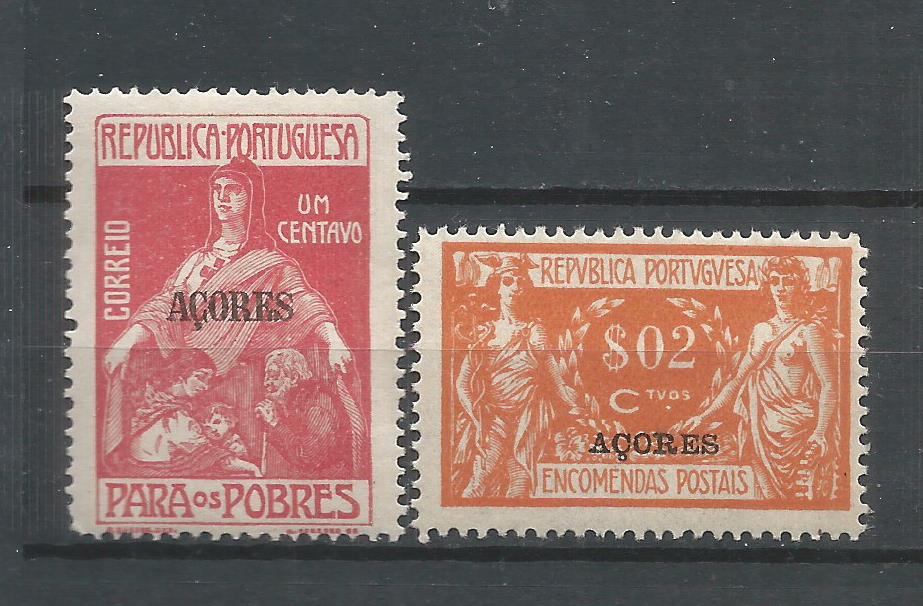 REPUBLICA·PORTUGUESA
UM
CENTAVO
CORREIO
AÇORES
PARA OS POBRES
REPVBLICA PORTVGVESA
$02
CTVOS
AÇORES
ENCOMENDAS POSTAIS